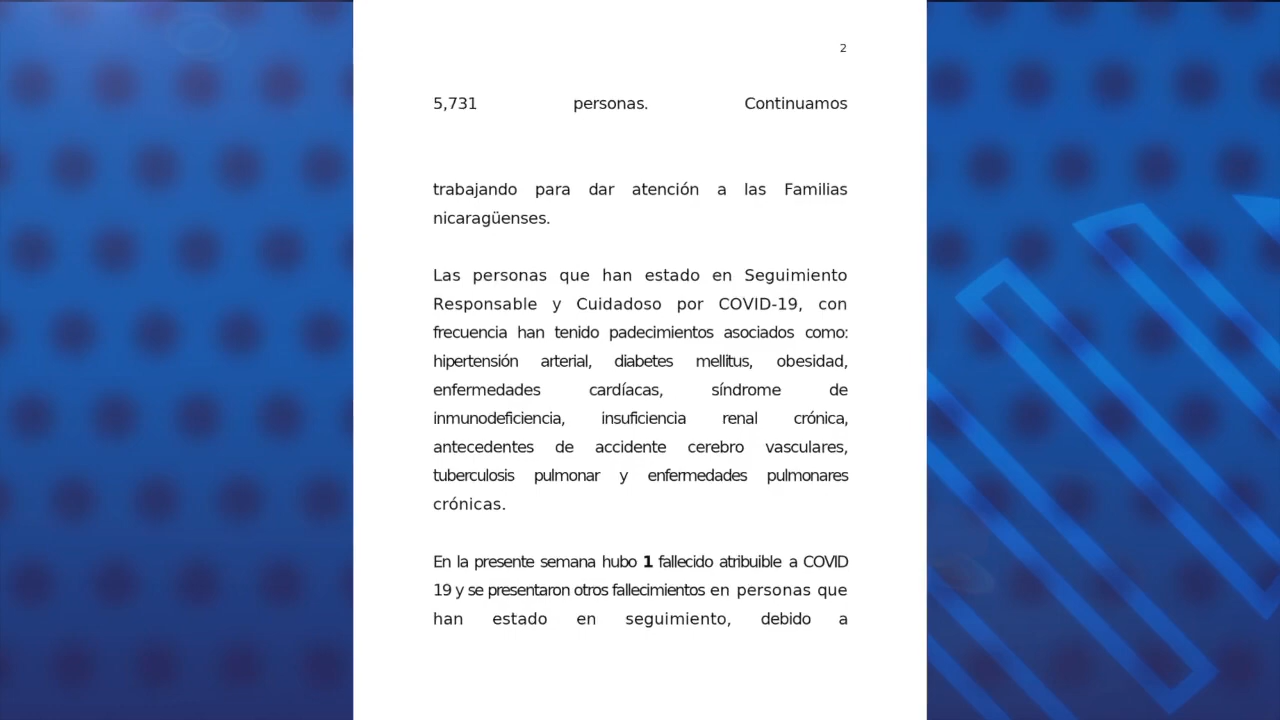 2
5,731 personas. Continuamos
trabajando para dar atención a las Familias
nicaragüenses.
Las personas que han estado en Seguimiento
Responsable y Cuidadoso por COVID-19, con
frecuencia han tenido padecimientos asociados como:
hipertensión arterial, diabetes mellitus, obesidad,
enfermedades cardíacas, síndrome de
inmunodeficiencia, insuficiencia renal crónica,
antecedentes de accidente cerebro vasculares,
tuberculosis pulmonar y enfermedades pulmonares
crónicas.
En la presente semana hubo 1 fallecido atribuible a COVID
19 y se presentaron otros fallecimientos en personas que
han estado en seguimiento, debido a